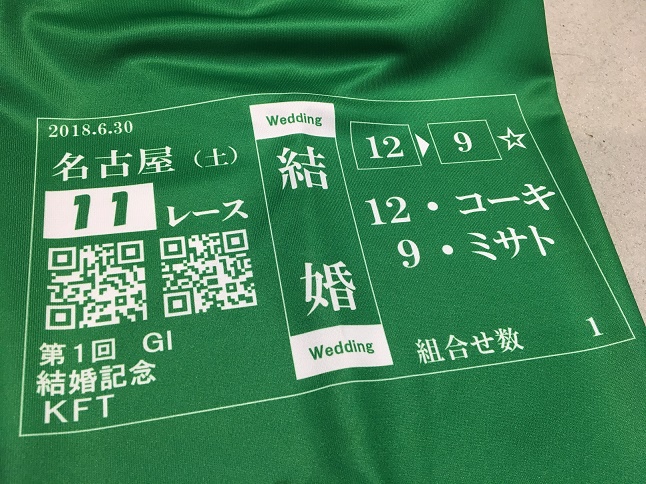 2018.6.30
名古屋(土)
11レース
第1回 GI
結婚記念
KFT
Wedding
結婚
Wedding
12▶9☆
12・コーキ
9・ミサト
組合せ数 1